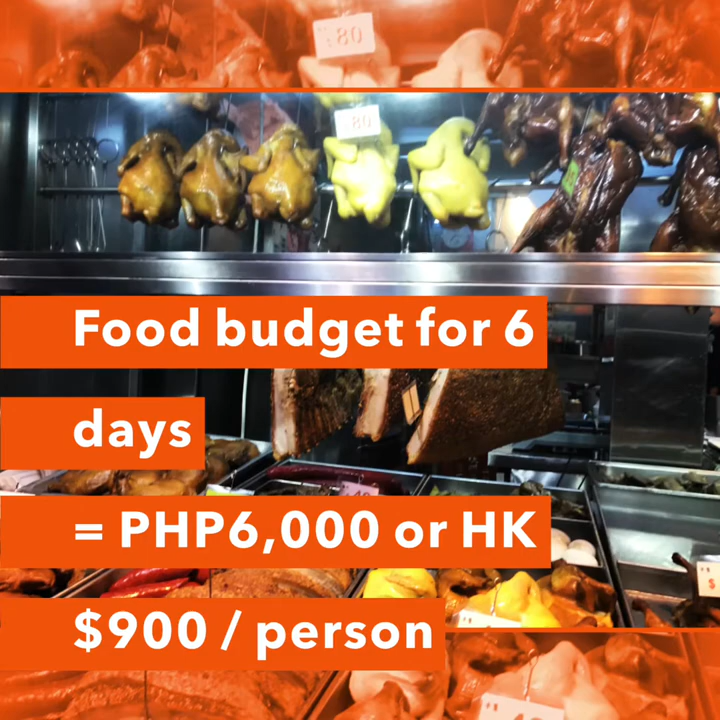 80
80
Food budget for 6
days
= PHP6,000 or HK
$900 / person